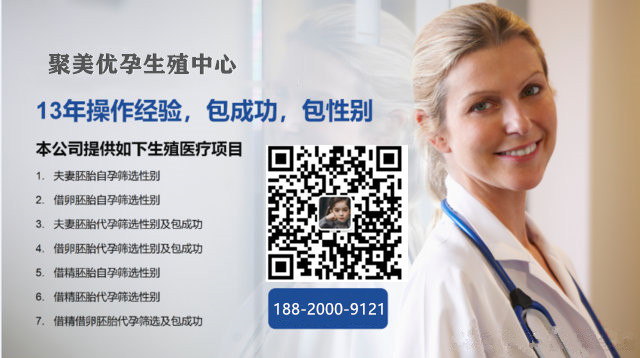 聚美优孕生殖中心
13年操作经验，包成功，包性别
本公司提供如下生殖医疗项目
1. 夫妻胚胎自孕筛选性别
2. 借卵胚胎自孕筛选性别
3. 夫妻胚胎代孕筛选性别及包成功
4. 借卵胚胎代孕筛选性别及包成功
5. 借精胚胎自孕筛选性别
6. 借精胚胎代孕筛选性别
7. 借精借卵胚胎代孕筛选及包成功
188-2000-9121